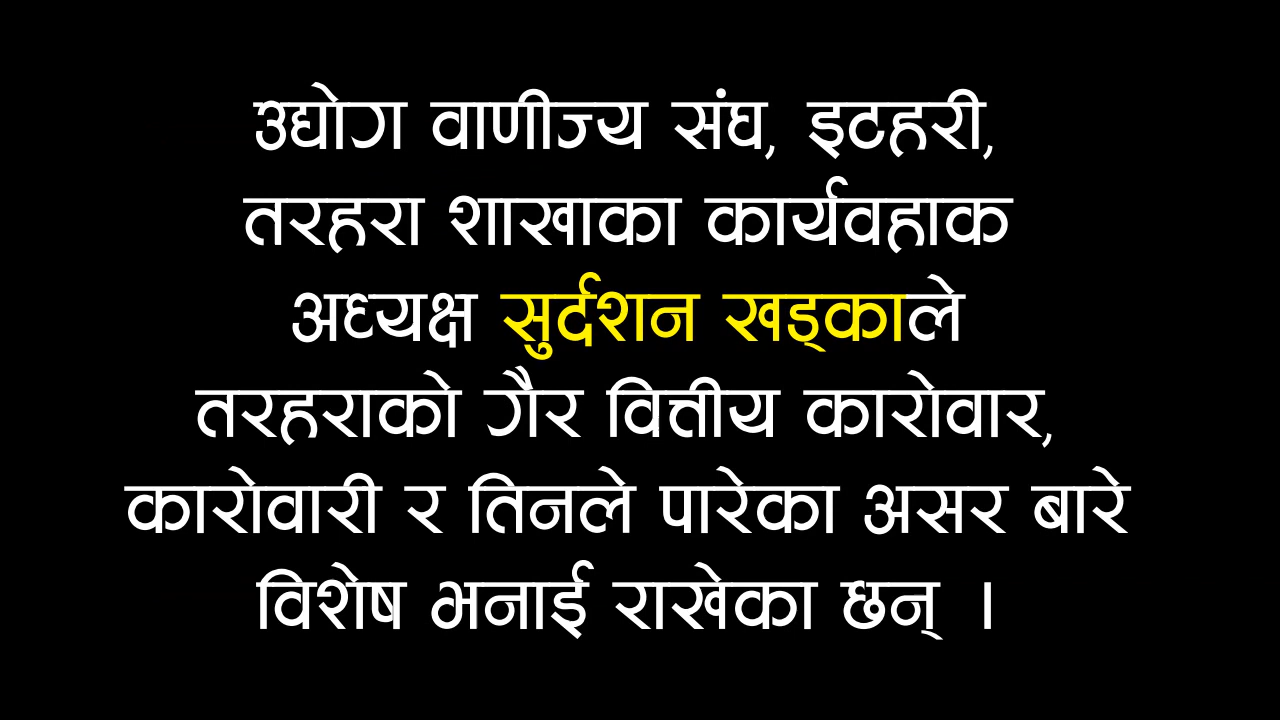 उद्योग वाणीज्य संघ, इटहरी,
तरहरा शाखाका कार्यवहाक
अध्यक्ष सुर्दशन खड्काले
तरहराको गैर वित्तीय कारोवार,
कारोवारी र तिनले पारेका असर बारे
विशेष भनाई राखेका छन् ।